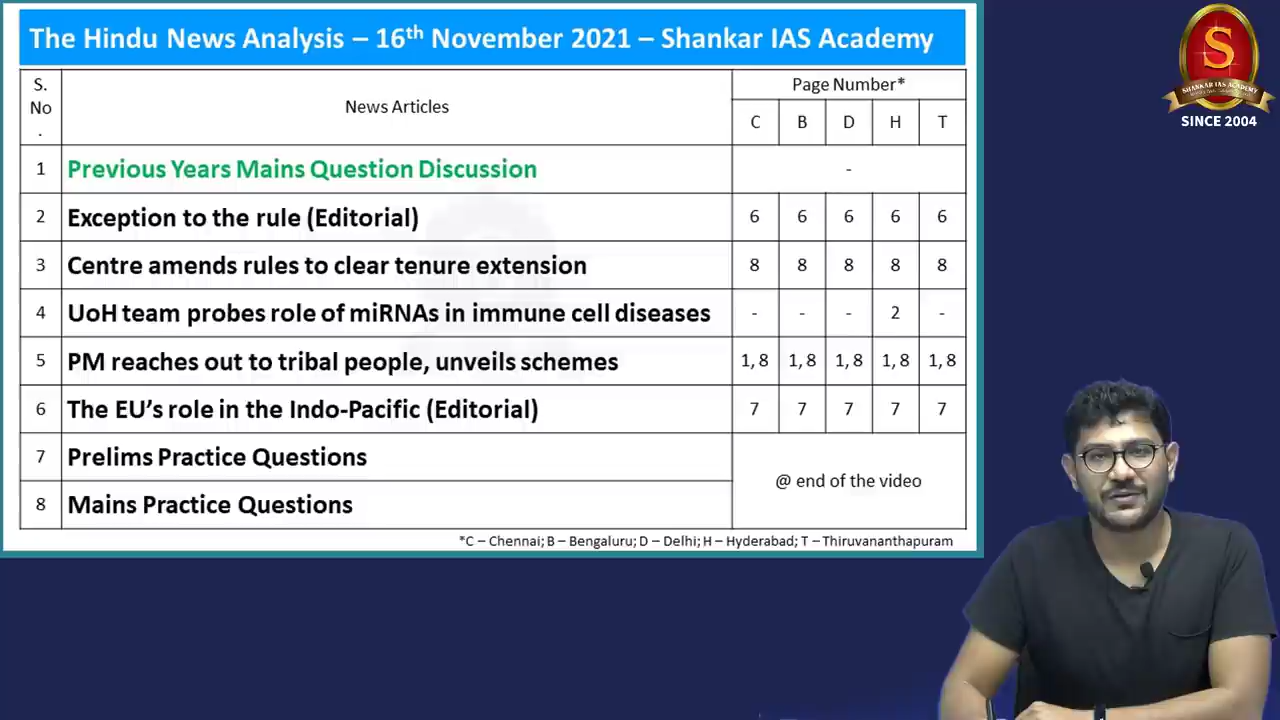 The Hindu News Analysis – 16th November 2021 – Shankar IAS Academy
S. No . News Articles Page Number*
C B D H T
1 Previous Years Mains Question Discussion -
2 Exception to the rule (Editorial) 6 6 6 6 6
3 Centre amends rules to clear tenure extension 8 8 8 8 8
4 UoH team probes role of miRNAs in immune cell diseases - - - 2 -
5 PM reaches out to tribal people, unveils schemes 1, 8 1, 8 1, 8 1, 8 1, 8
6 The EU’s role in the Indo-Pacific (Editorial) 7 7 7 7 7
7 Prelims Practice Questions
@ end of the video
8 Mains Practice Questions
*C – Chennai; B – Bengaluru; D – Delhi; H – Hyderabad; T – Thiruvananthapuram
S
SHANKAR IAS ACADEMY
SINCE 2004